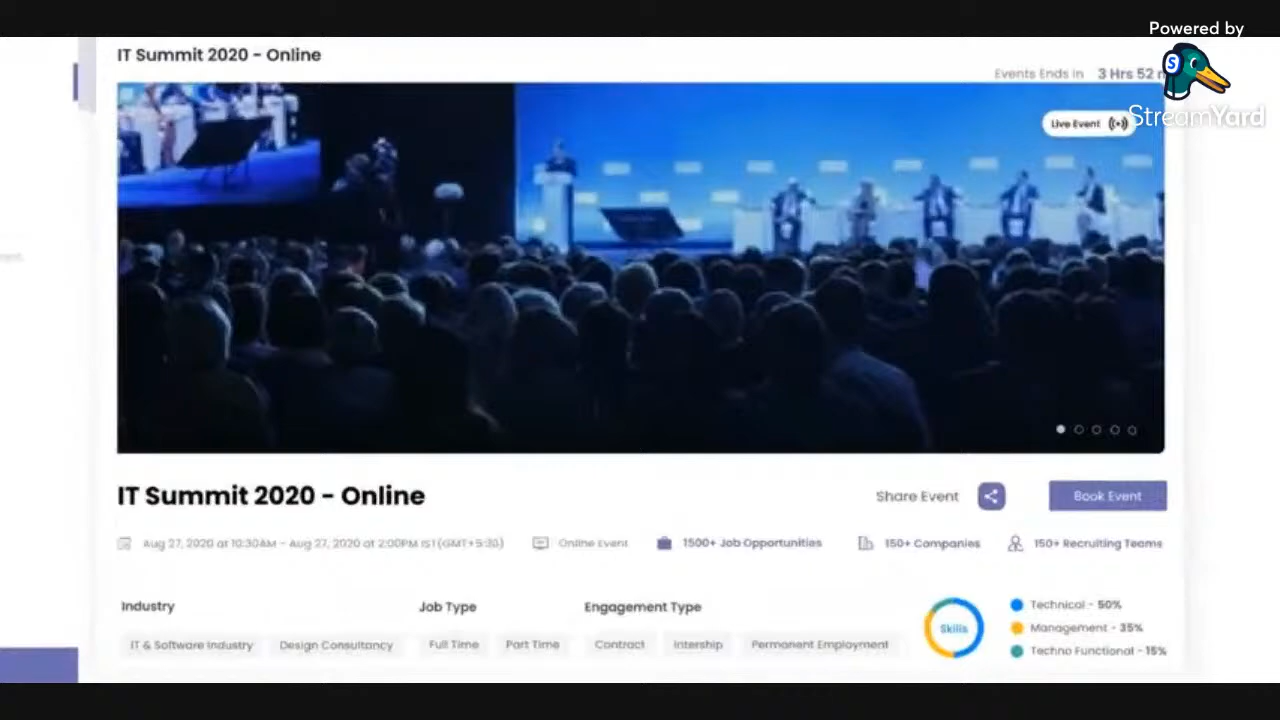 Powered by
StreamYard
IT Summit 2020 - Online
Events Ends in 3 Hrs 52
Live Event
IT Summit 2020 - Online
Share Event
Book Event
Aug 27, 2020 at 10:30AM - Aug 27, 2020 at 2:00PM IST(GMT+5:30)
Online Event
1500+ Job Opportunities
150+ Companies
150+ Recruiting Teams
Industry
Job Type
Engagement Type
IT & Software Industry
Design Consultancy
Full Time
Part Time
Contract
Intership
Permanent Employment
Skills
Technical - 50%
Management - 35%
Techno Functional - 15%